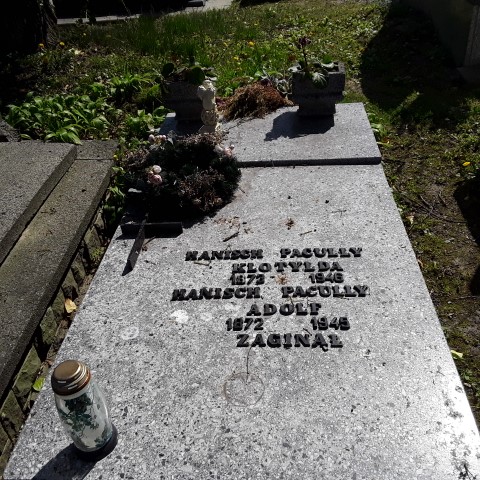 HANISCH PACULLY
KLOTYLDA
1873 - 1946
HANISCH PACULLY
ADOLF
1872 1945
ZAGINĄŁ